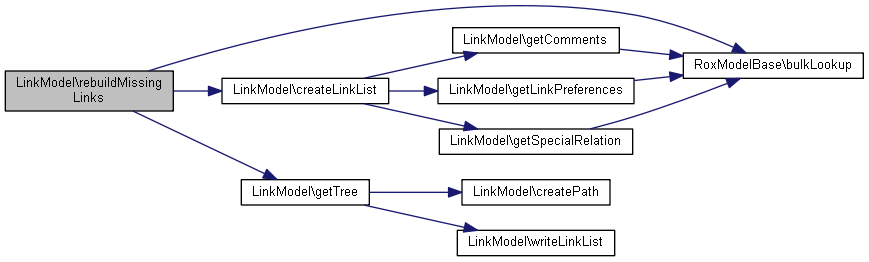 LinkModel\rebuildMissing
Links
LinkModel\createLinkList
LinkModel\getComments
LinkModel\getLinkPreferences
LinkModel\getSpecialRelation
RoxModelBase\bulkLookup
LinkModel\getTree
LinkModel\createPath
LinkModel\writeLinkList